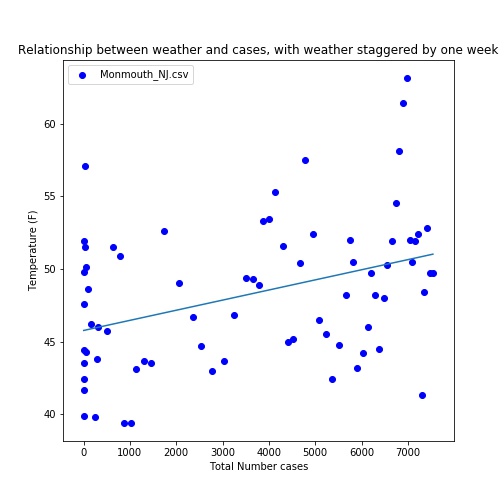 Relationship between weather and cases, with weather staggered by one week
Monmouth_NJ.csv
60
55
50
45
40
Temperature (F)
0 1000 2000 3000 4000 5000 6000 7000
Total Number cases